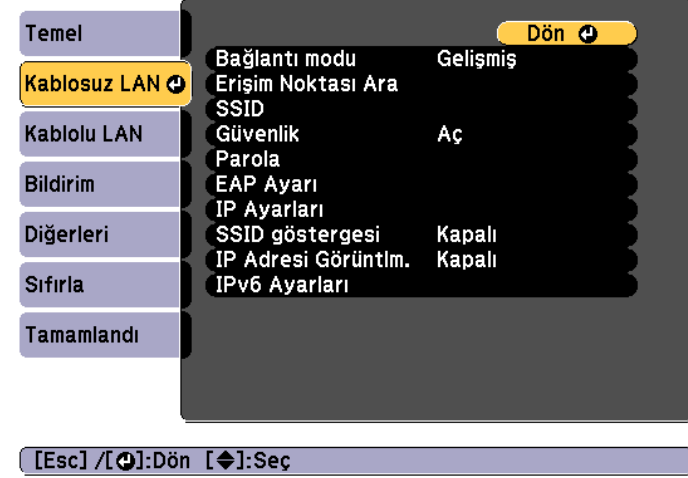 Temel
Kablosuz LAN
Kablolu LAN
Bildirim
Diğerleri
Sıfırla
Tamamlandı
Dön
Bağlantı modu Gelişmiş
Erişim Noktası Ara
SSID
Güvenlik Aç
Parola
EAP Ayarı
IP Ayarları
SSID göstergesi Kapalı
IP Adresi Görüntlm. Kapalı
IPv6 Ayarları
[Esc] /[⏎]:Dön [◆]:Seç